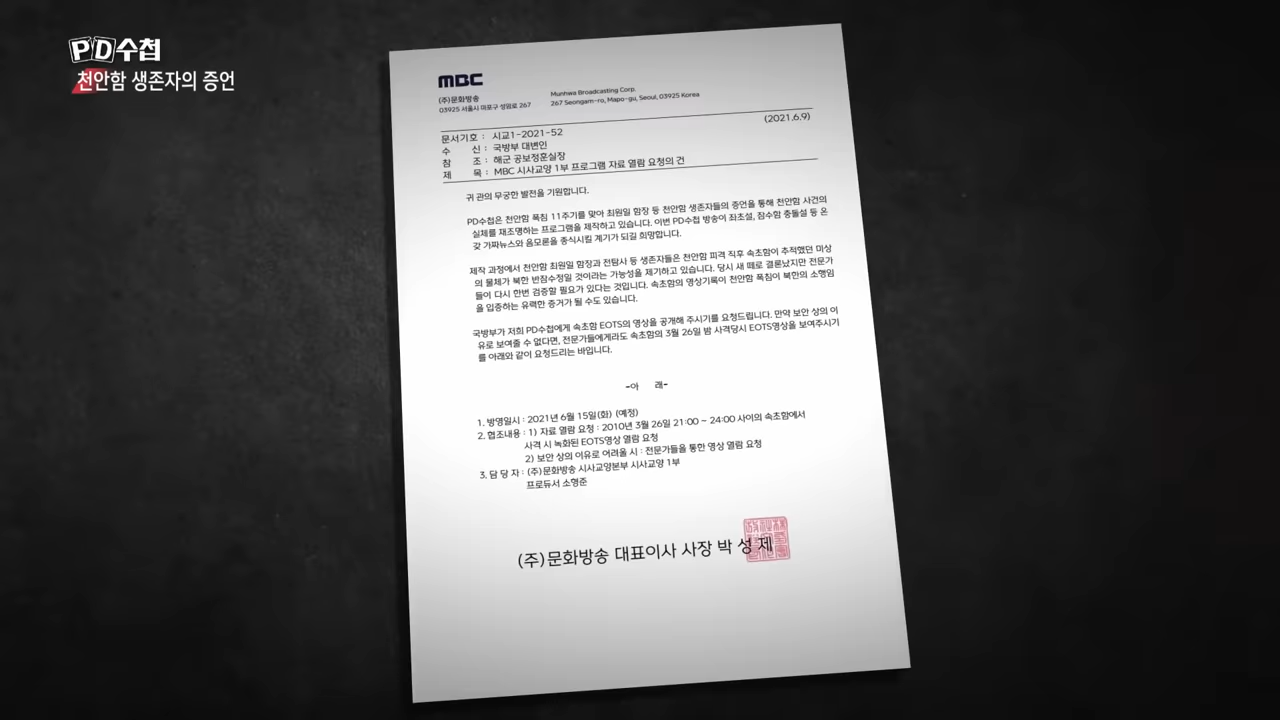 PD수첩
천안함 생존자의 증언
MBC
(주)문화방송
03925 서울시 마포구 성암로 267
Munhwa Broadcasting Corp.
267 Seongam-ro, Mapo-gu, Seoul, 03925 Korea
(2021.6.9)
문서기호 : 시교1-2021-52
수 신 : 국방부 대변인
참 조 : 해군 공보정훈실장
제 목 : MBC 시사교양 1부 프로그램 자료 열람 요청의 건
귀 관의 무궁한 발전을 기원합니다.
PD수첩은 천안함 폭침 11주기를 맞아 최원일 함장 등 천안함 생존자들의 증언을 통해 천안함 사건의
실체를 재조명하는 프로그램을 제작하고 있습니다. 이번 PD수첩 방송이 좌초설, 잠수함 충돌설 등 온
갖 가짜뉴스와 음모론을 종식시킬 계기가 되길 희망합니다.
제작 과정에서 천안함 최원일 함장과 전탐사 등 생존자들은 천안함 피격 직후 속초함이 추적했던 미상
의 물체가 북한 반잠수정일 것이라는 가능성을 제기하고 있습니다. 당시 새 떼로 결론났지만 전문가
들이 다시 한번 검증할 필요가 있다는 것입니다. 속초함의 영상기록이 천안함 폭침이 북한의 소행임
을 입증하는 유력한 증거가 될 수도 있습니다.
국방부가 저희 PD수첩에게 속초함 EOTS의 영상을 공개해 주시기를 요청드립니다. 만약 보안 상의 이
유로 보여줄 수 없다면, 전문가들에게라도 속초함의 3월 26일 밤 사격당시 EOTS영상을 보여주시기
를 아래와 같이 요청드리는 바입니다.
-아 래-
1. 방영일시 : 2021년 6월 15일(화) (예정)
2. 협조내용 : 1) 자료 열람 요청 : 2010년 3월 26일 21:00 ~ 24:00 사이의 속초함에서
사격 시 녹화된 EOTS영상 열람 요청
2) 보안 상의 이유로 어려울 시 : 전문가들을 통한 영상 열람 요청
3. 담 당 자 : (주)문화방송 시사교양본부 시사교양 1부
프로듀서 소형준
(주)문화방송 대표이사 사장 박 성 제